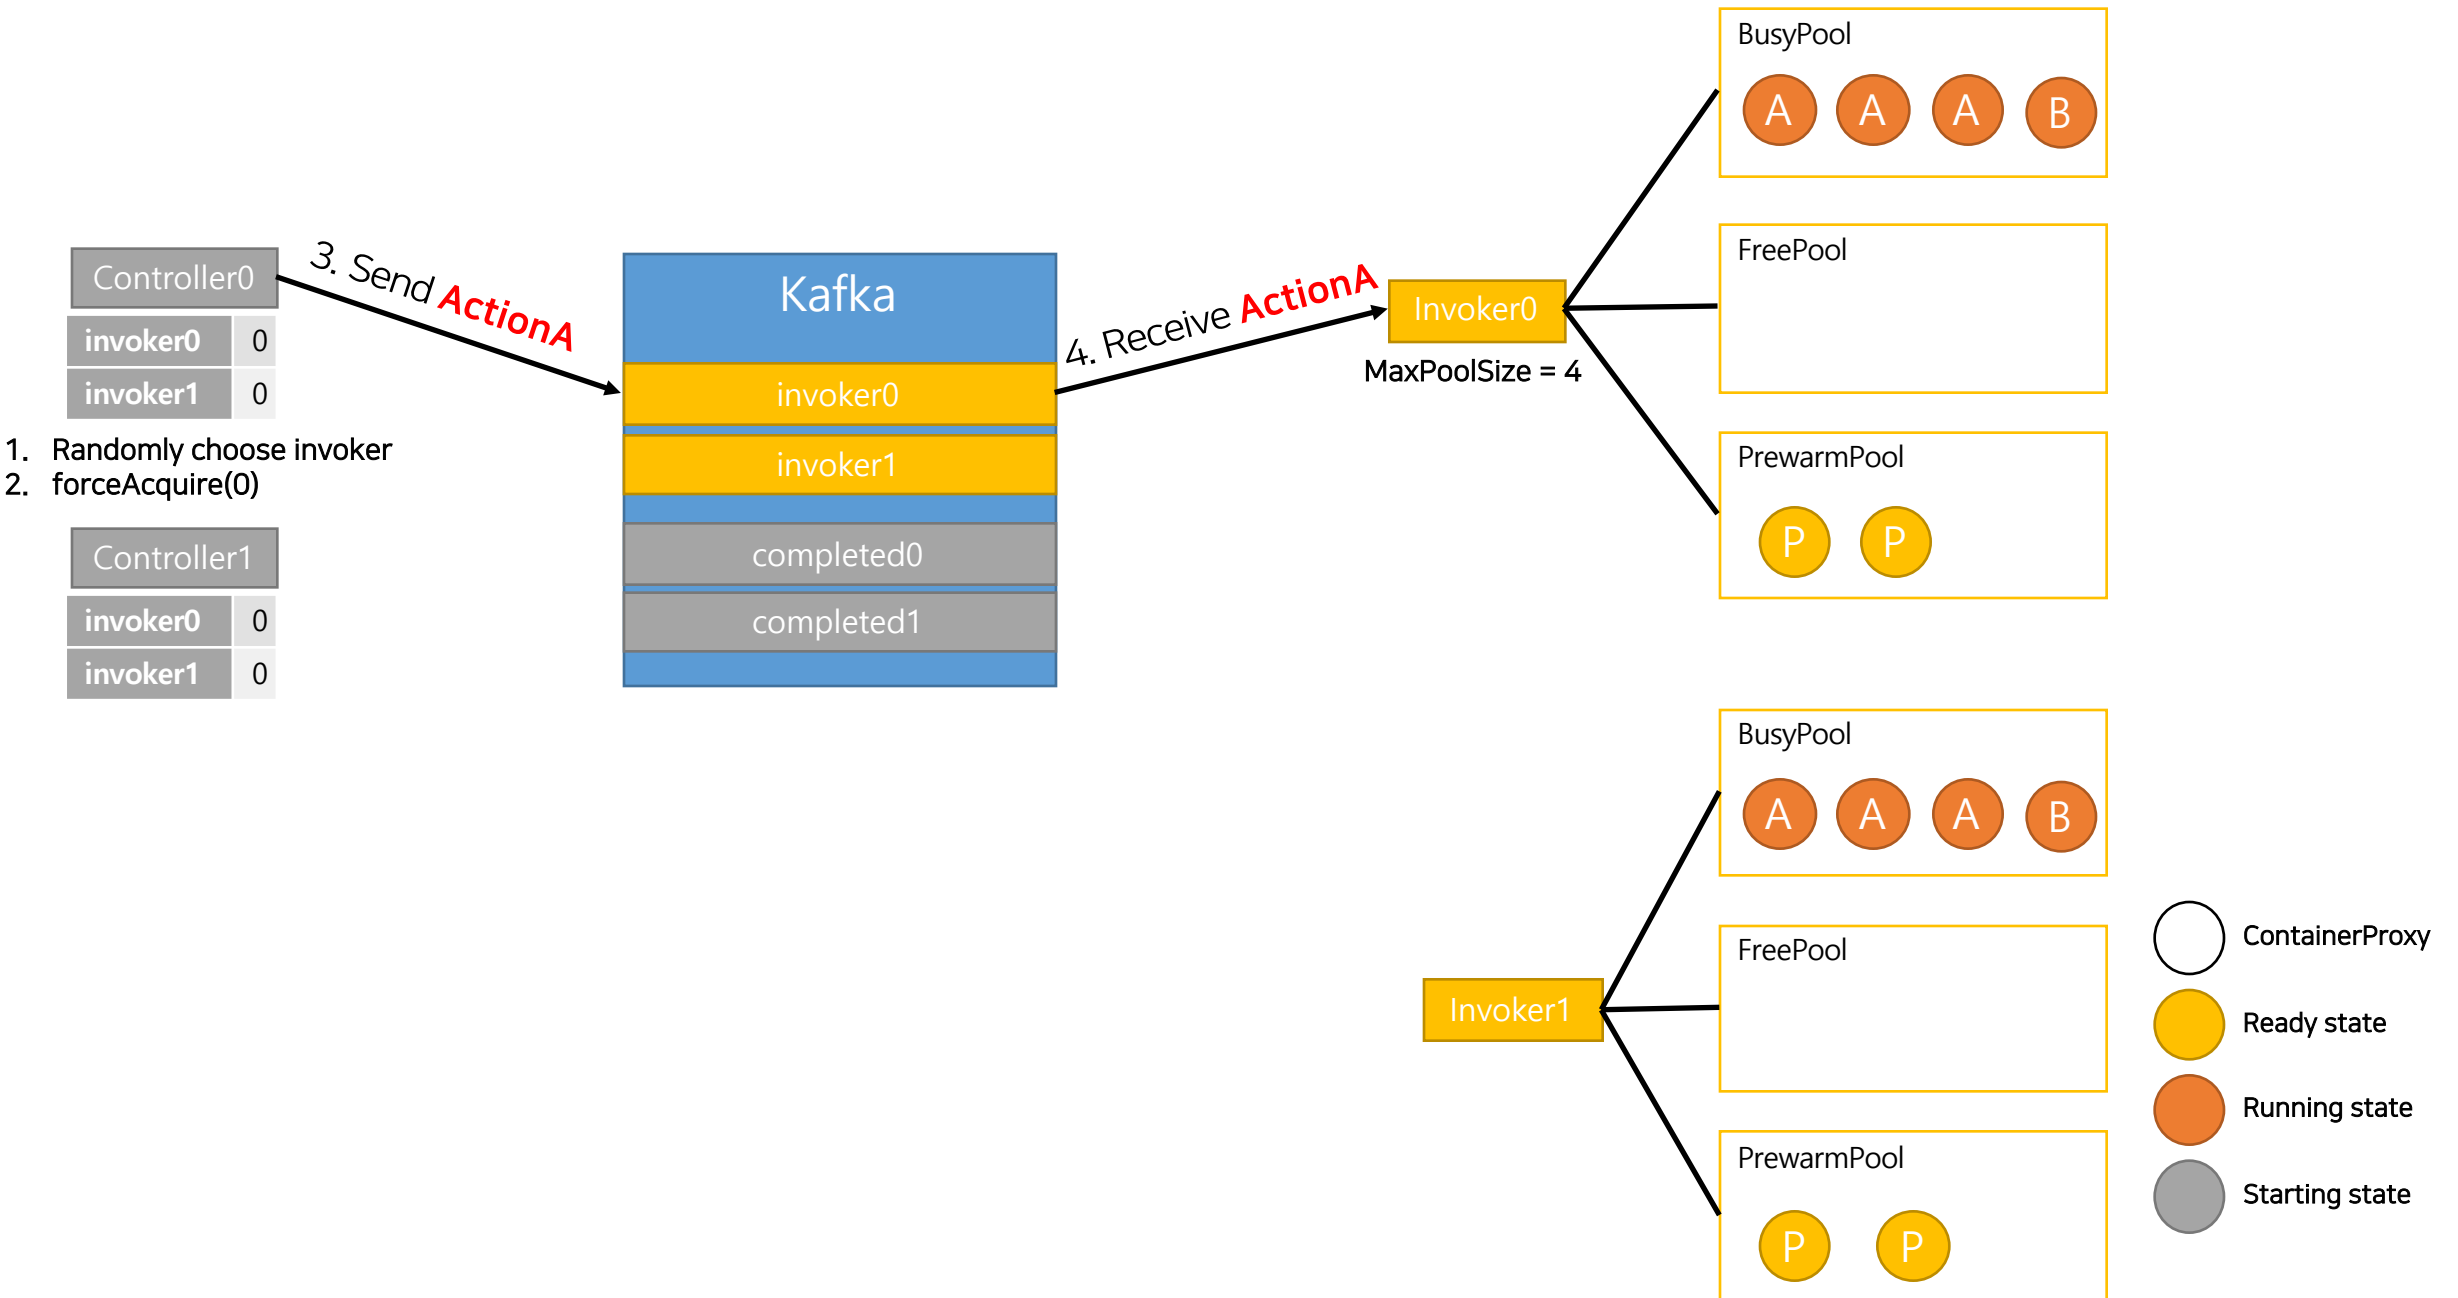 Controller0
invoker0 0
invoker1 0
1. Randomly choose invoker
2. forceAcquire(0)
Controller1
invoker0 0
invoker1 0
3. Send ActionA
Kafka
invoker0
invoker1
completed0
completed1
4. Receive ActionA
Invoker0
MaxPoolSize = 4
BusyPool
A A A B
FreePool
PrewarmPool
P P
Invoker1
BusyPool
A A A B
FreePool
PrewarmPool
P P
ContainerProxy
Ready state
Running state
Starting state